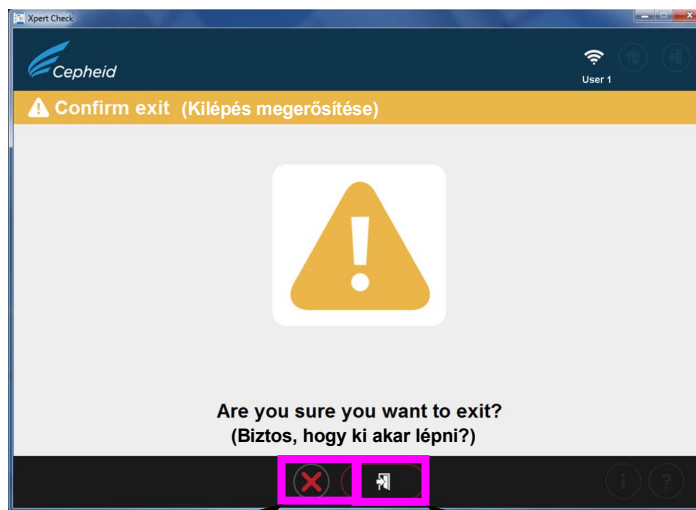 Xpert Check
Cepheid
User 1
Confirm exit (Kilépés megerősítése)
Are you sure you want to exit?
(Biztos, hogy ki akar lépni?)
i ?